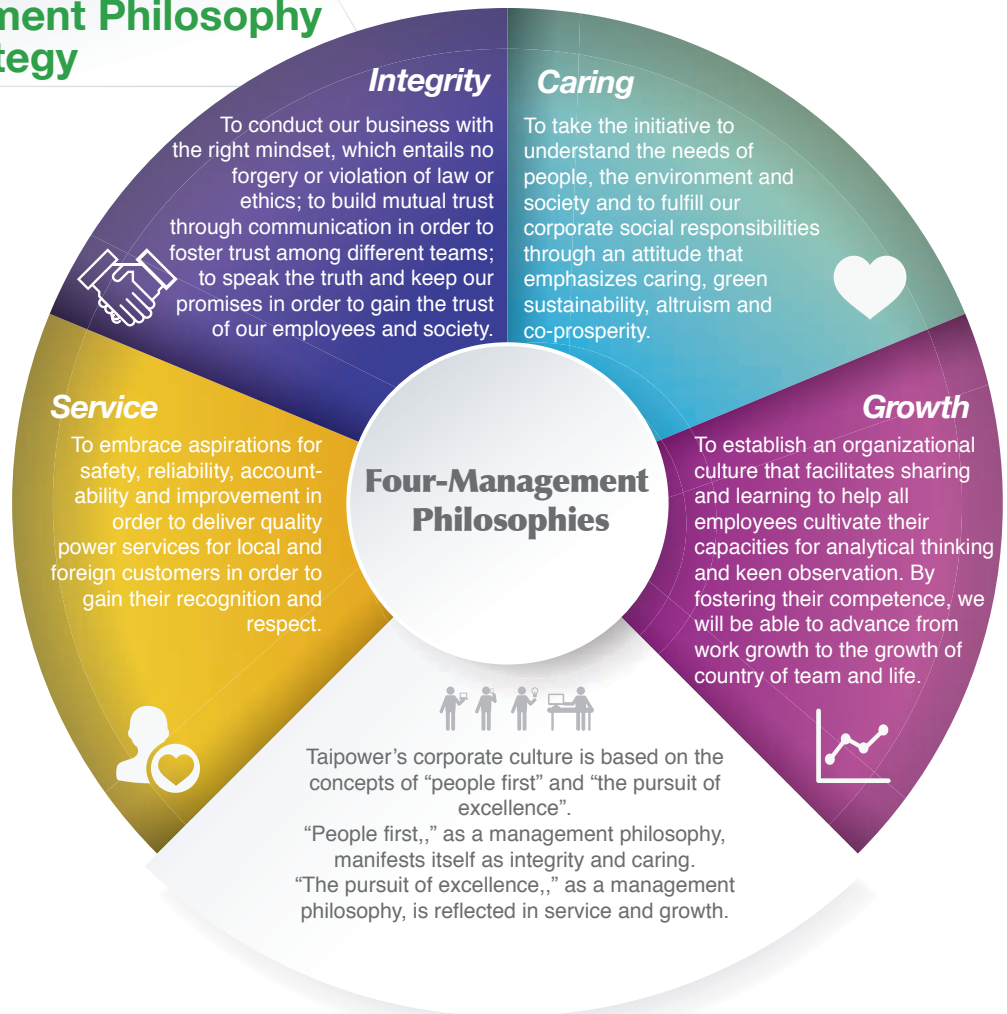 ment Philosophy
tegy
Integrity
To conduct our business with
the right mindset, which entails no
forgery or violation of law or
ethics; to build mutual trust
through communication in order to
foster trust among different teams;
to speak the truth and keep our
promises in order to gain the trust
of our employees and society.
Caring
To take the initiative to
understand the needs of
people, the environment and
society and to fulfill our
corporate social responsibilities
through an attitude that
emphasizes caring, green
sustainability, altruism and
co-prosperity.
Service
To embrace aspirations for
safety, reliability, account-
ability and improvement in
order to deliver quality
power services for local and
foreign customers in order to
gain their recognition and
respect.
Four-Management
Philosophies
Growth
To establish an organizational
culture that facilitates sharing
and learning to help all
employees cultivate their
capacities for analytical thinking
and keen observation. By
fostering their competence, we
will be able to advance from
work growth to the growth of
country of team and life.
Taipower’s corporate culture is based on the
concepts of “people first” and “the pursuit of
excellence”.
“People first,,” as a management philosophy,
manifests itself as integrity and caring.
“The pursuit of excellence,,” as a management
philosophy, is reflected in service and growth.